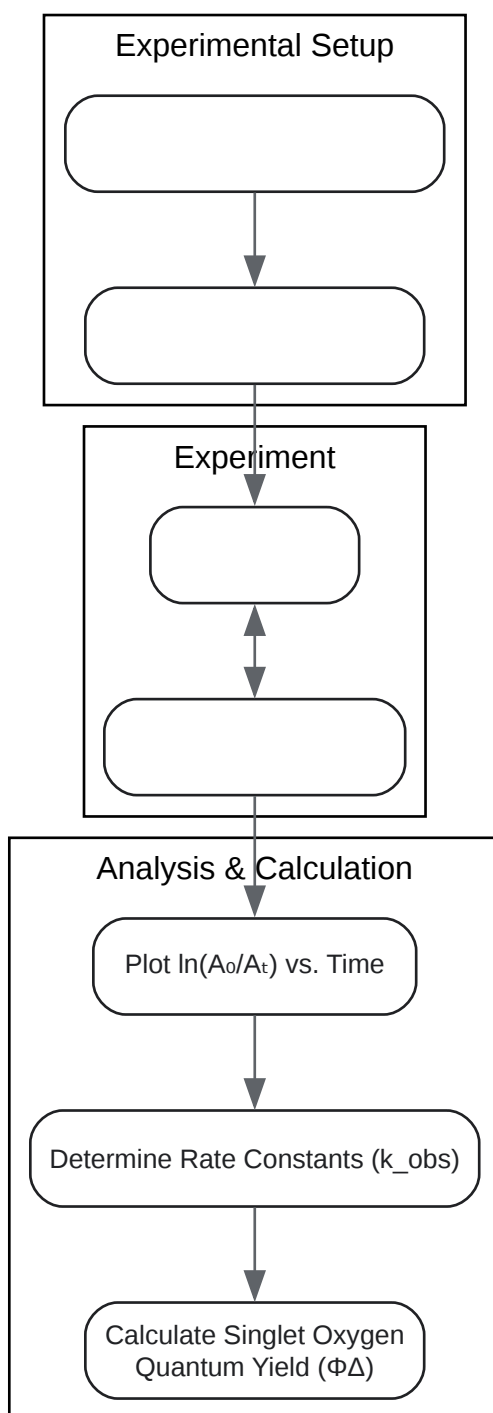 Experimental Setup
Experiment
Analysis & Calculation
Plot ln(A₀/Aₜ) vs. Time
Determine Rate Constants (k_obs)
Calculate Singlet Oxygen
Quantum Yield (ΦΔ)